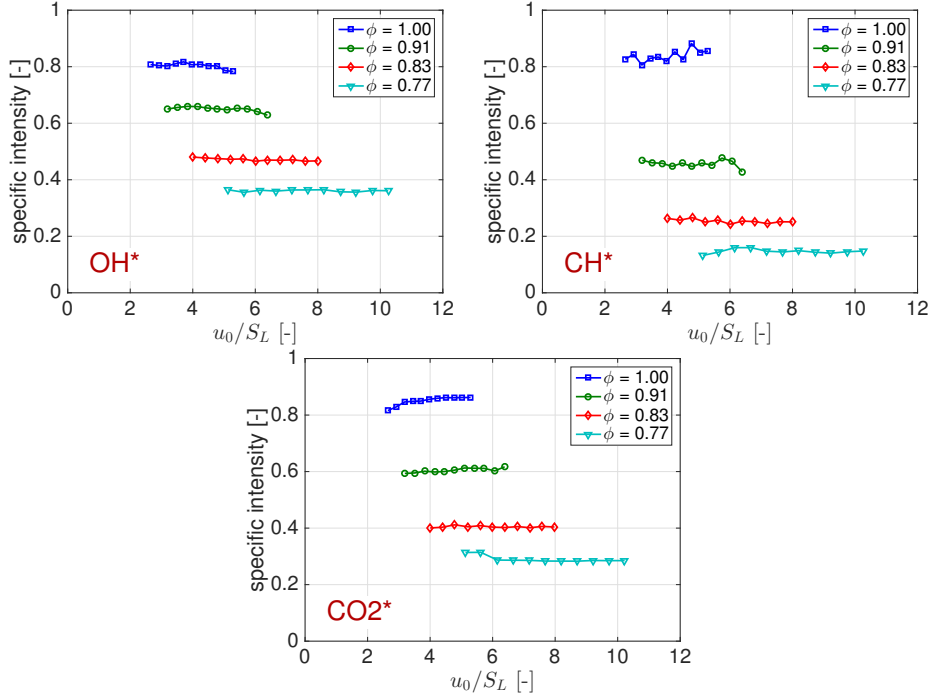 specific intensity [-]
1
0.8
0.6
0.4
0.2
0
0 2 4 6 8 10 12
u₀/S_L [-]
ϕ = 1.00
ϕ = 0.91
ϕ = 0.83
ϕ = 0.77
OH*
specific intensity [-]
1
0.8
0.6
0.4
0.2
0
0 2 4 6 8 10 12
u₀/S_L [-]
ϕ = 1.00
ϕ = 0.91
ϕ = 0.83
ϕ = 0.77
CH*
specific intensity [-]
1
0.8
0.6
0.4
0.2
0
0 2 4 6 8 10 12
u₀/S_L [-]
ϕ = 1.00
ϕ = 0.91
ϕ = 0.83
ϕ = 0.77
CO2*